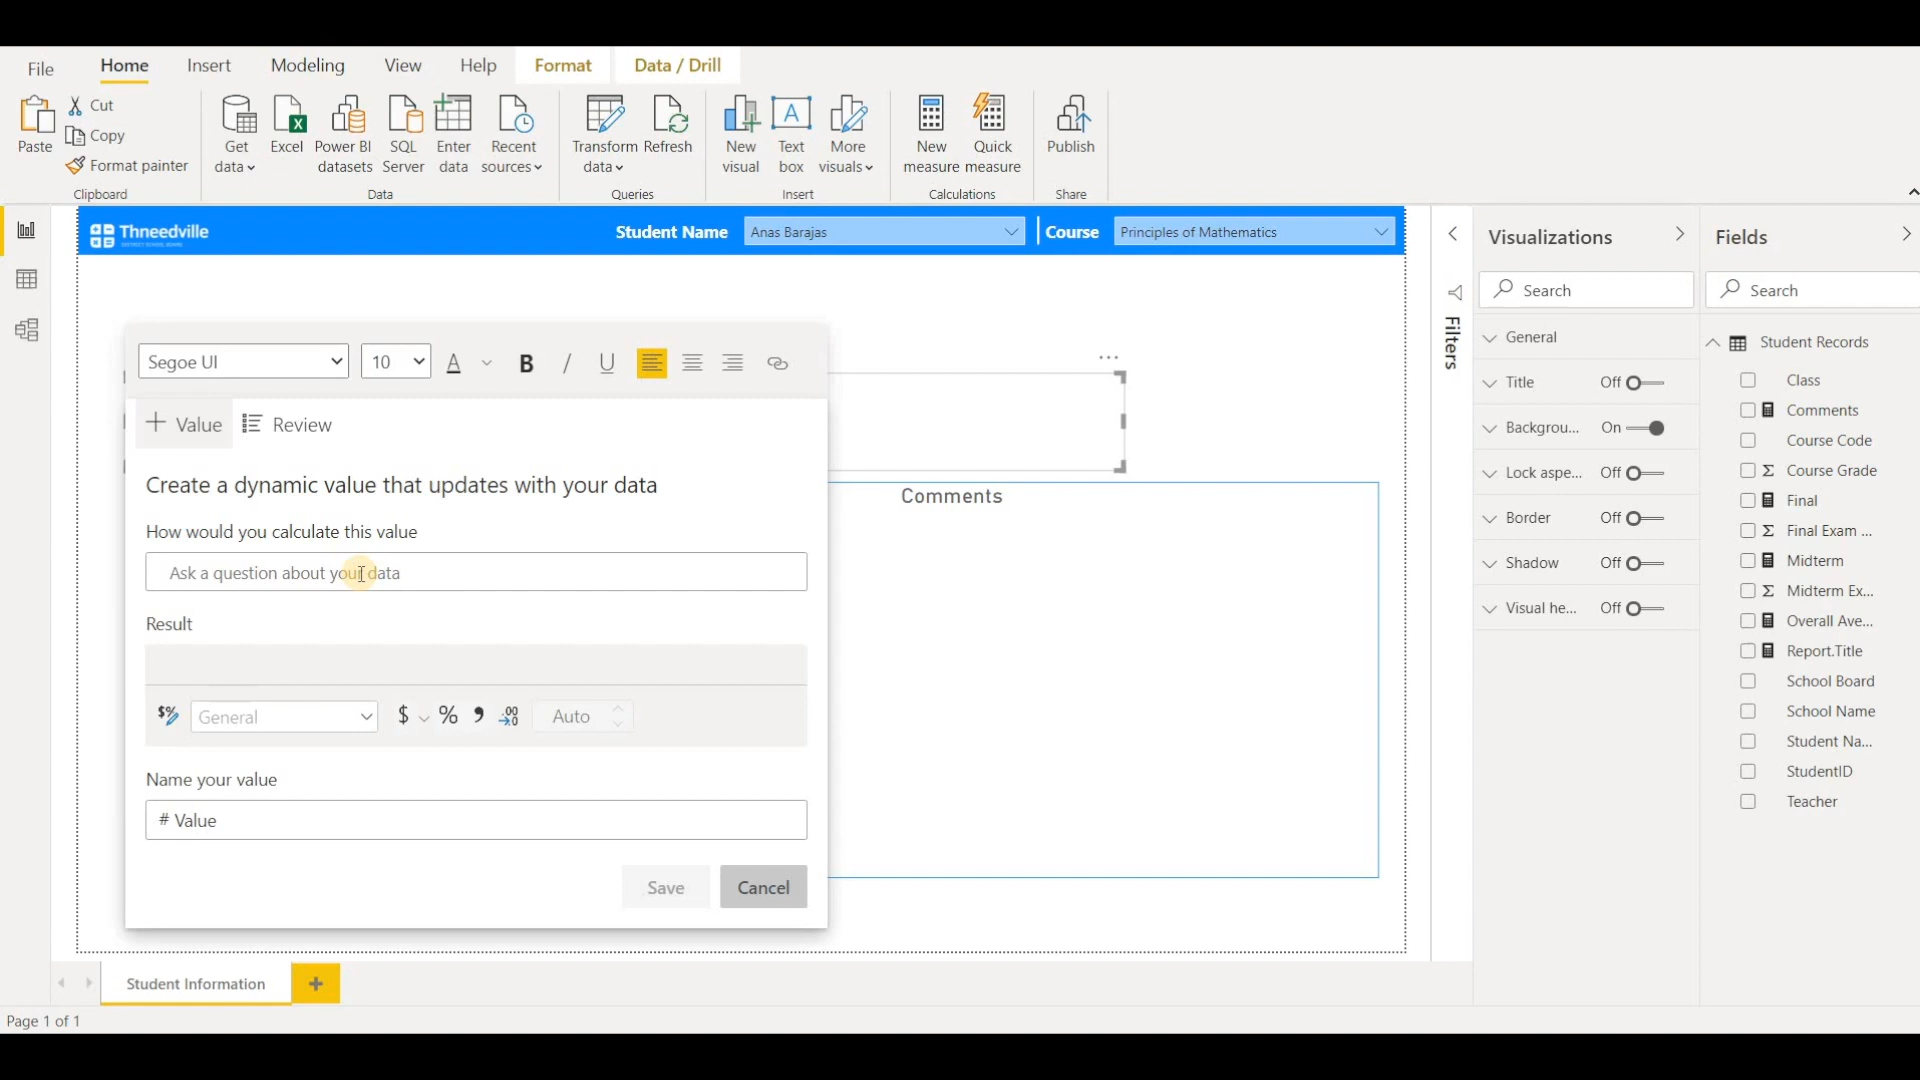 File
Home
Insert
Modeling
View
Help
Format
Data / Drill
Paste
Cut
Copy
Format painter
Clipboard
Get data
Excel
Power BI datasets
SQL Server
Enter data
Recent sources
Data
Transform data
Refresh
Queries
New visual
Text box
More visuals
Insert
New measure
Quick measure
Calculations
Publish
Share
Thneedville
Student Name
Anas Barajas
Course
Principles of Mathematics
Segoe UI
10
A
B
I
U
+ Value
Review
Create a dynamic value that updates with your data
How would you calculate this value
Ask a question about your data
Result
General
$
%
,
.00
Auto
Name your value
# Value
Save
Cancel
Comments
Filters
Visualizations
Search
General
Title Off
Backgrou... On
Lock aspe... Off
Border Off
Shadow Off
Visual he... Off
Fields
Search
Student Records
Class
Comments
Course Code
Σ Course Grade
Final
Σ Final Exam ...
Midterm
Σ Midterm Ex...
Overall Ave...
Report.Title
School Board
School Name
Student Na...
StudentID
Teacher
Student Information
+
Page 1 of 1